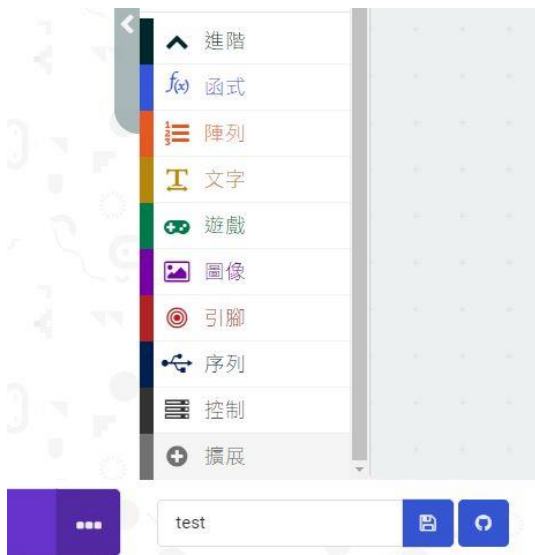 進階
f(x) 函式
陣列
文字
遊戲
圖像
引腳
序列
控制
擴展
test